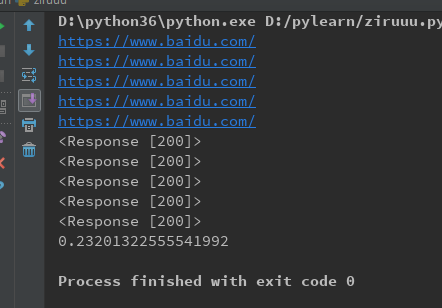 ziruuu
D:\python36\python.exe D:/pylearn/ziruuu.py
https://www.baidu.com/
https://www.baidu.com/
https://www.baidu.com/
https://www.baidu.com/
https://www.baidu.com/
<Response [200]>
<Response [200]>
<Response [200]>
<Response [200]>
<Response [200]>
0.23201322555541992
Process finished with exit code 0